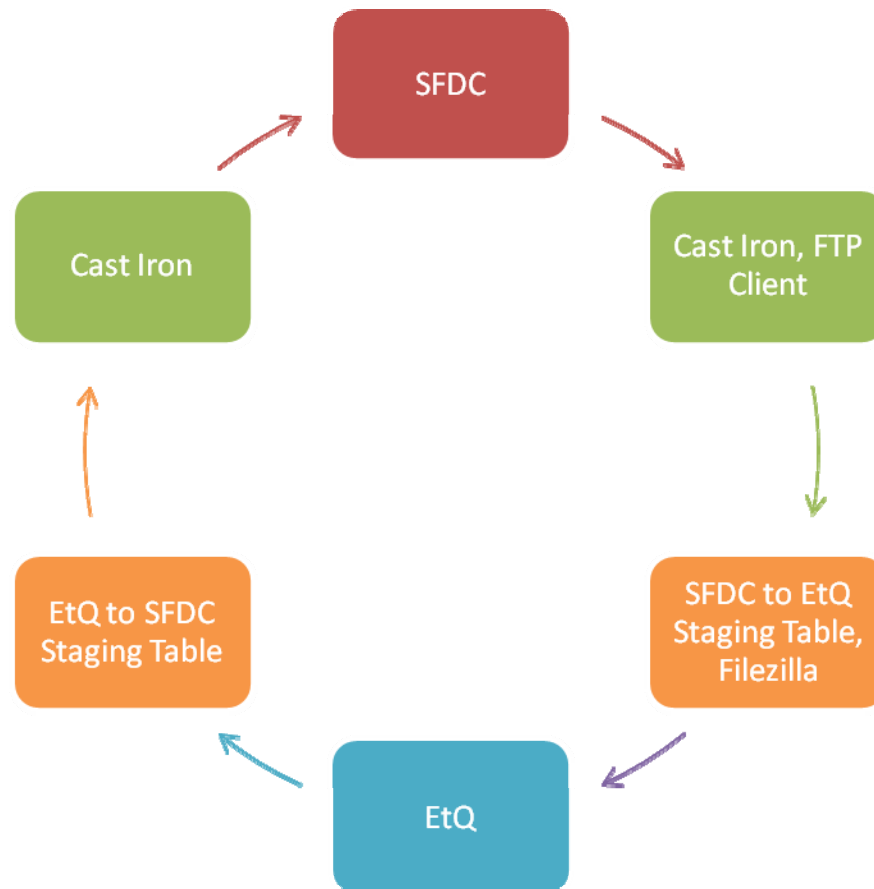 SFDC
Cast Iron, FTP
Client
SFDC to EtQ
Staging Table,
Filezilla
EtQ
EtQ to SFDC
Staging Table
Cast Iron